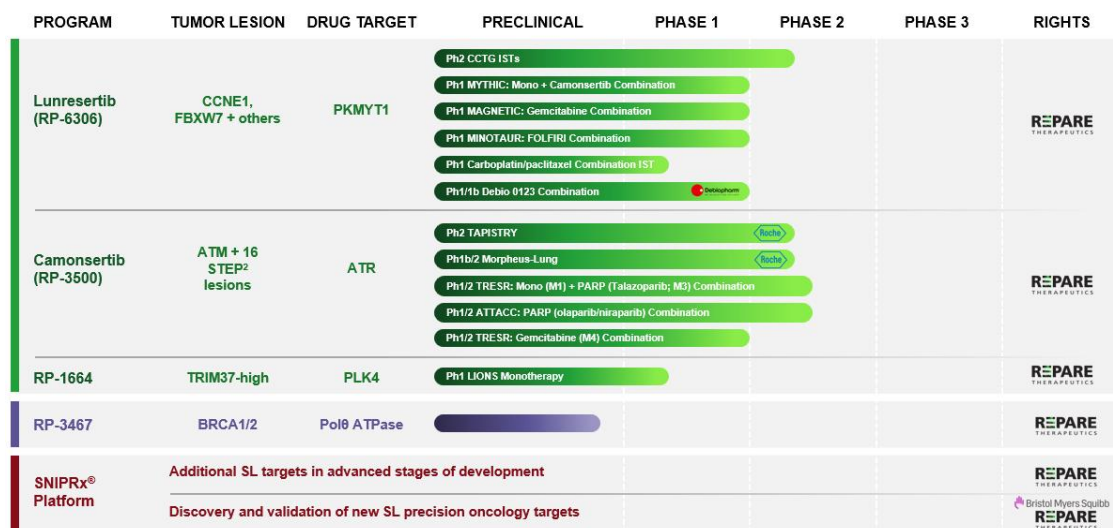 PROGRAM TUMOR LESION DRUG TARGET PRECLINICAL PHASE 1 PHASE 2 PHASE 3 RIGHTS
Lunresertib
(RP-6306)
CCNE1,
FBXW7 + others
PKMYT1
Ph2 CCTG ISTs
Ph1 MYTHIC: Mono + Camonsertib Combination
Ph1 MAGNETIC: Gemcitabine Combination
Ph1 MINOTAUR: FOLFIRI Combination
Ph1 Carboplatin/paclitaxel Combination IST
Ph1/1b Debio 0123 Combination
Debiopharm
REPARE
THERAPEUTICS
Camonsertib
(RP-3500)
ATM + 16
STEP²
lesions
ATR
Ph2 TAPISTRY
Roche
Ph1b/2 Morpheus-Lung
Roche
Ph1/2 TRESR: Mono (M1) + PARP (Talazoparib; M3) Combination
Ph1/2 ATTACC: PARP (olaparib/niraparib) Combination
Ph1/2 TRESR: Gemcitabine (M4) Combination
REPARE
THERAPEUTICS
RP-1664
TRIM37-high
PLK4
Ph1 LIONS Monotherapy
REPARE
THERAPEUTICS
RP-3467
BRCA1/2
Polθ ATPase
REPARE
THERAPEUTICS
SNIPRx®
Platform
Additional SL targets in advanced stages of development
REPARE
THERAPEUTICS
Discovery and validation of new SL precision oncology targets
Bristol Myers Squibb
REPARE